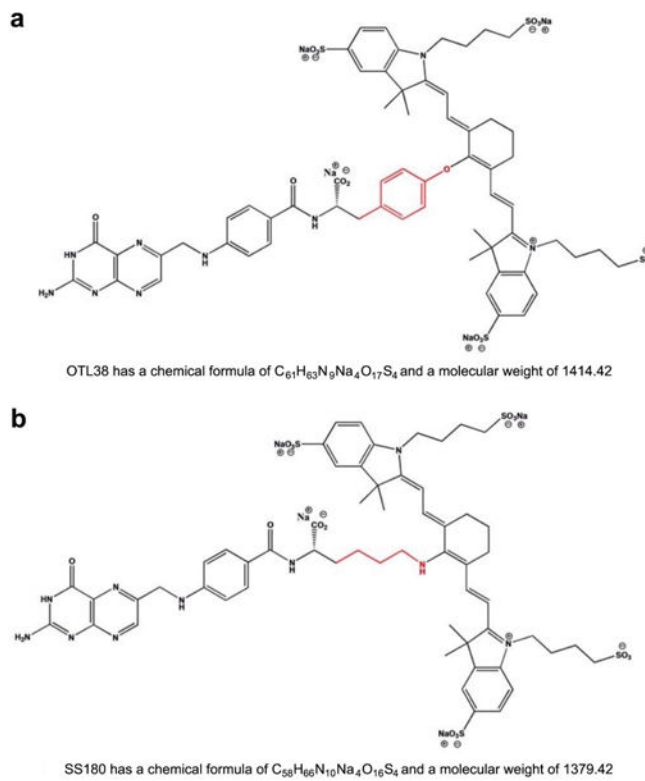 a
SO₃Na
⊖ ⊕
NaO₃S
⊕ ⊖
N
Na⊕ ⊖
CO₂
O
O
N
H
O
HN
N
N
H
N
⊕
H₂N
N
N
NaO₃S
⊕ ⊖
OTL38 has a chemical formula of C₆₁H₆₃N₉Na₄O₁₇S₄ and a molecular weight of 1414.42
b
SO₃Na
⊖ ⊕
NaO₃S
⊕ ⊖
N
Na⊕ ⊖
CO₂
O
N
H
NH
O
HN
N
N
H
N
⊕
SO₃
⊖
H₂N
N
N
NaO₃S
⊕ ⊖
SS180 has a chemical formula of C₅₈H₆₆N₁₀Na₄O₁₆S₄ and a molecular weight of 1379.42